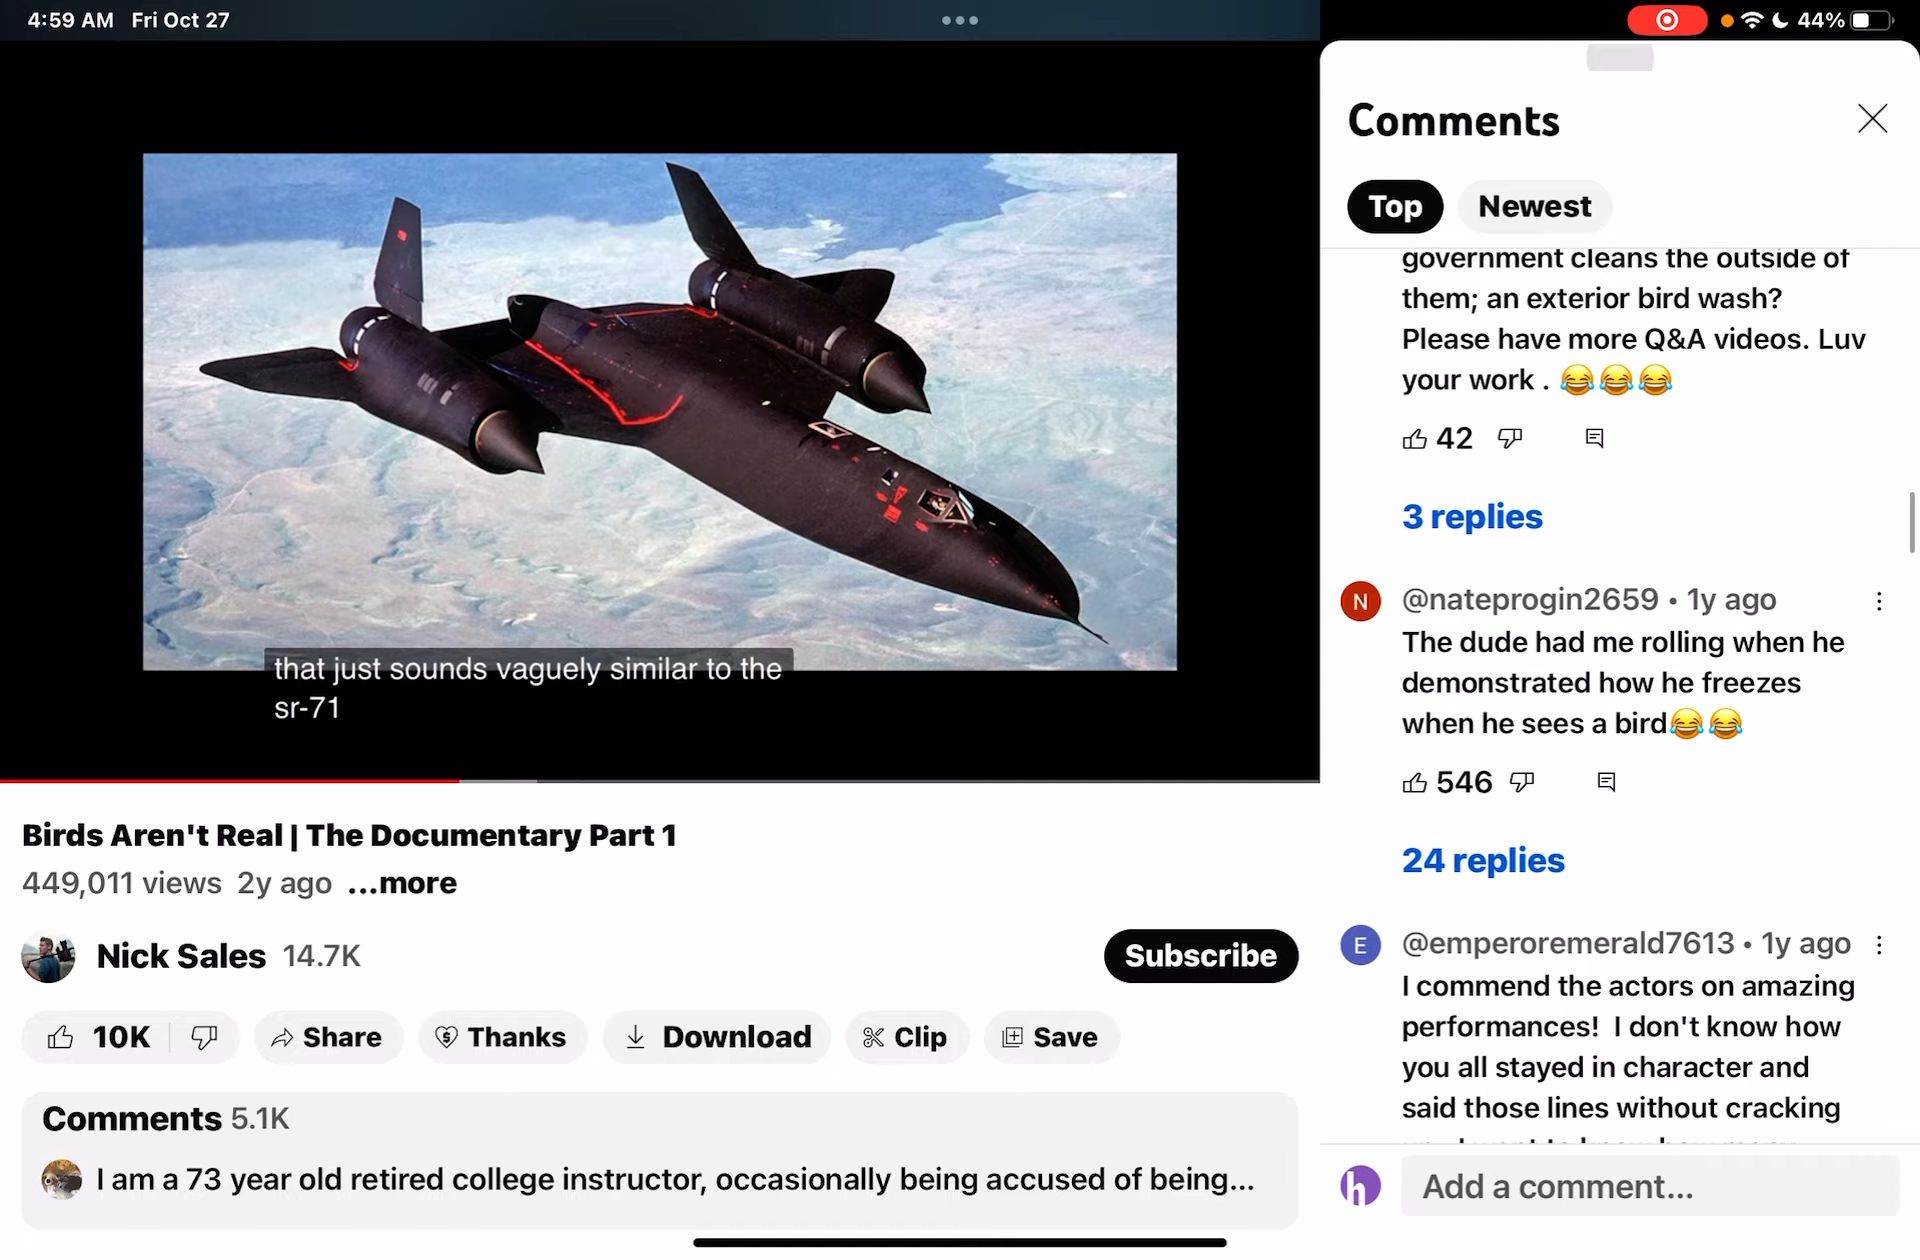 4:59 AM Fri Oct 27
44%
that just sounds vaguely similar to the
sr-71
Birds Aren't Real | The Documentary Part 1
449,011 views 2y ago ...more
Nick Sales 14.7K
Subscribe
10K
Share
Thanks
Download
Clip
Save
Comments 5.1K
I am a 73 year old retired college instructor, occasionally being accused of being...
Comments
Top
Newest
government cleans the outside of
them; an exterior bird wash?
Please have more Q&A videos. Luv
your work . 😂😂😂
42
3 replies
N
@nateprogin2659 • 1y ago
The dude had me rolling when he
demonstrated how he freezes
when he sees a bird😂😂
546
24 replies
E
@emperoremerald7613 • 1y ago
I commend the actors on amazing
performances! I don't know how
you all stayed in character and
said those lines without cracking
h
Add a comment...